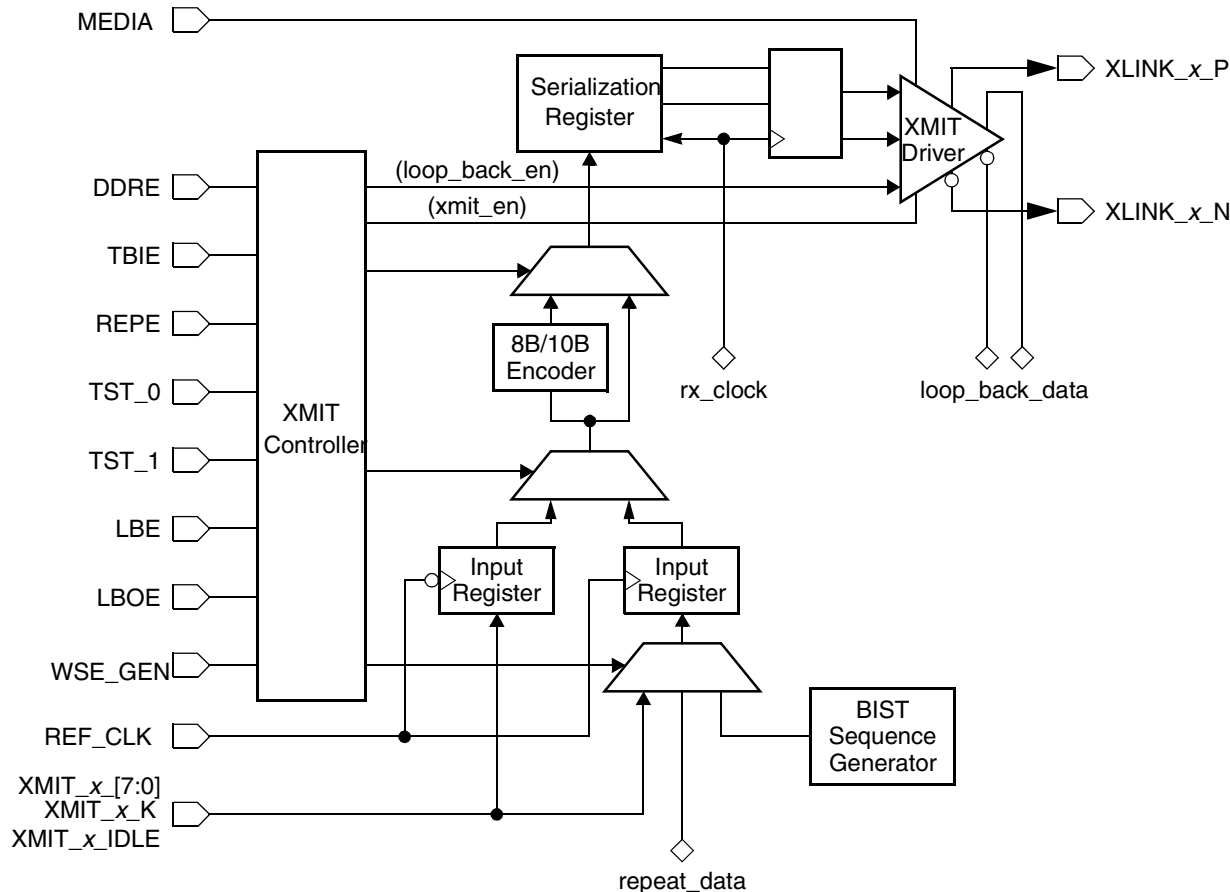 MEDIA
XLINK_x_P
Serialization
Register
XMIT
Driver
DDRE
(loop_back_en)
(xmit_en)
XLINK_x_N
TBIE
REPE
8B/10B
Encoder
rx_clock
loop_back_data
TST_0
XMIT
Controller
TST_1
LBE
LBOE
Input
Register
Input
Register
WSE_GEN
REF_CLK
BIST
Sequence
Generator
XMIT_x_[7:0]
XMIT_x_K
XMIT_x_IDLE
repeat_data